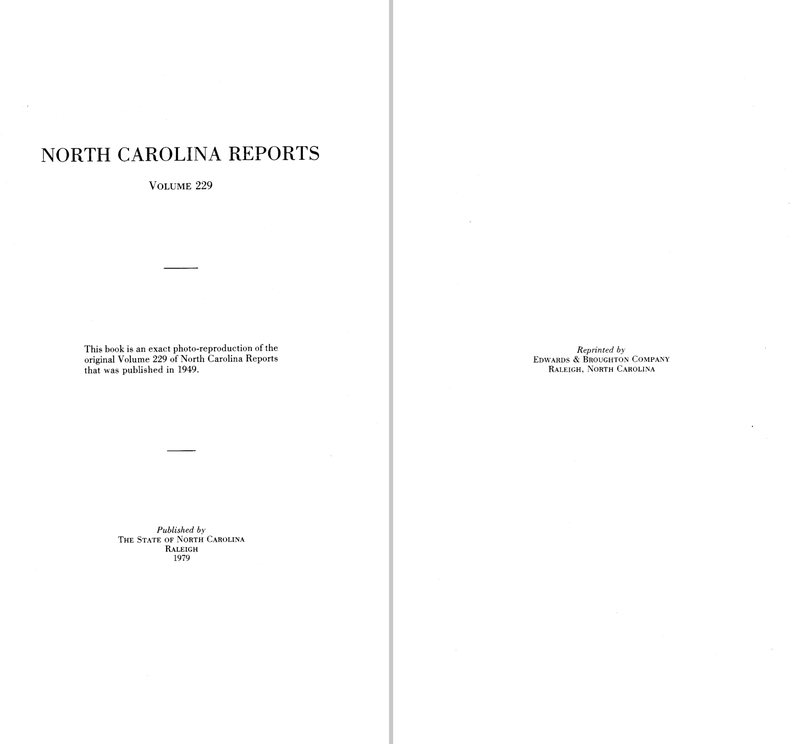 NORTH CAROLINA REPORTS
VOLUME 229
This book is an exact photo-reproduction of the
original Volume 229 of North Carolina Reports
that was published in 1949.
Published by
THE STATE OF NORTH CAROLINA
RALEIGH
1979
Reprinted by
EDWARDS & BROUGHTON COMPANY
RALEIGH, NORTH CAROLINA